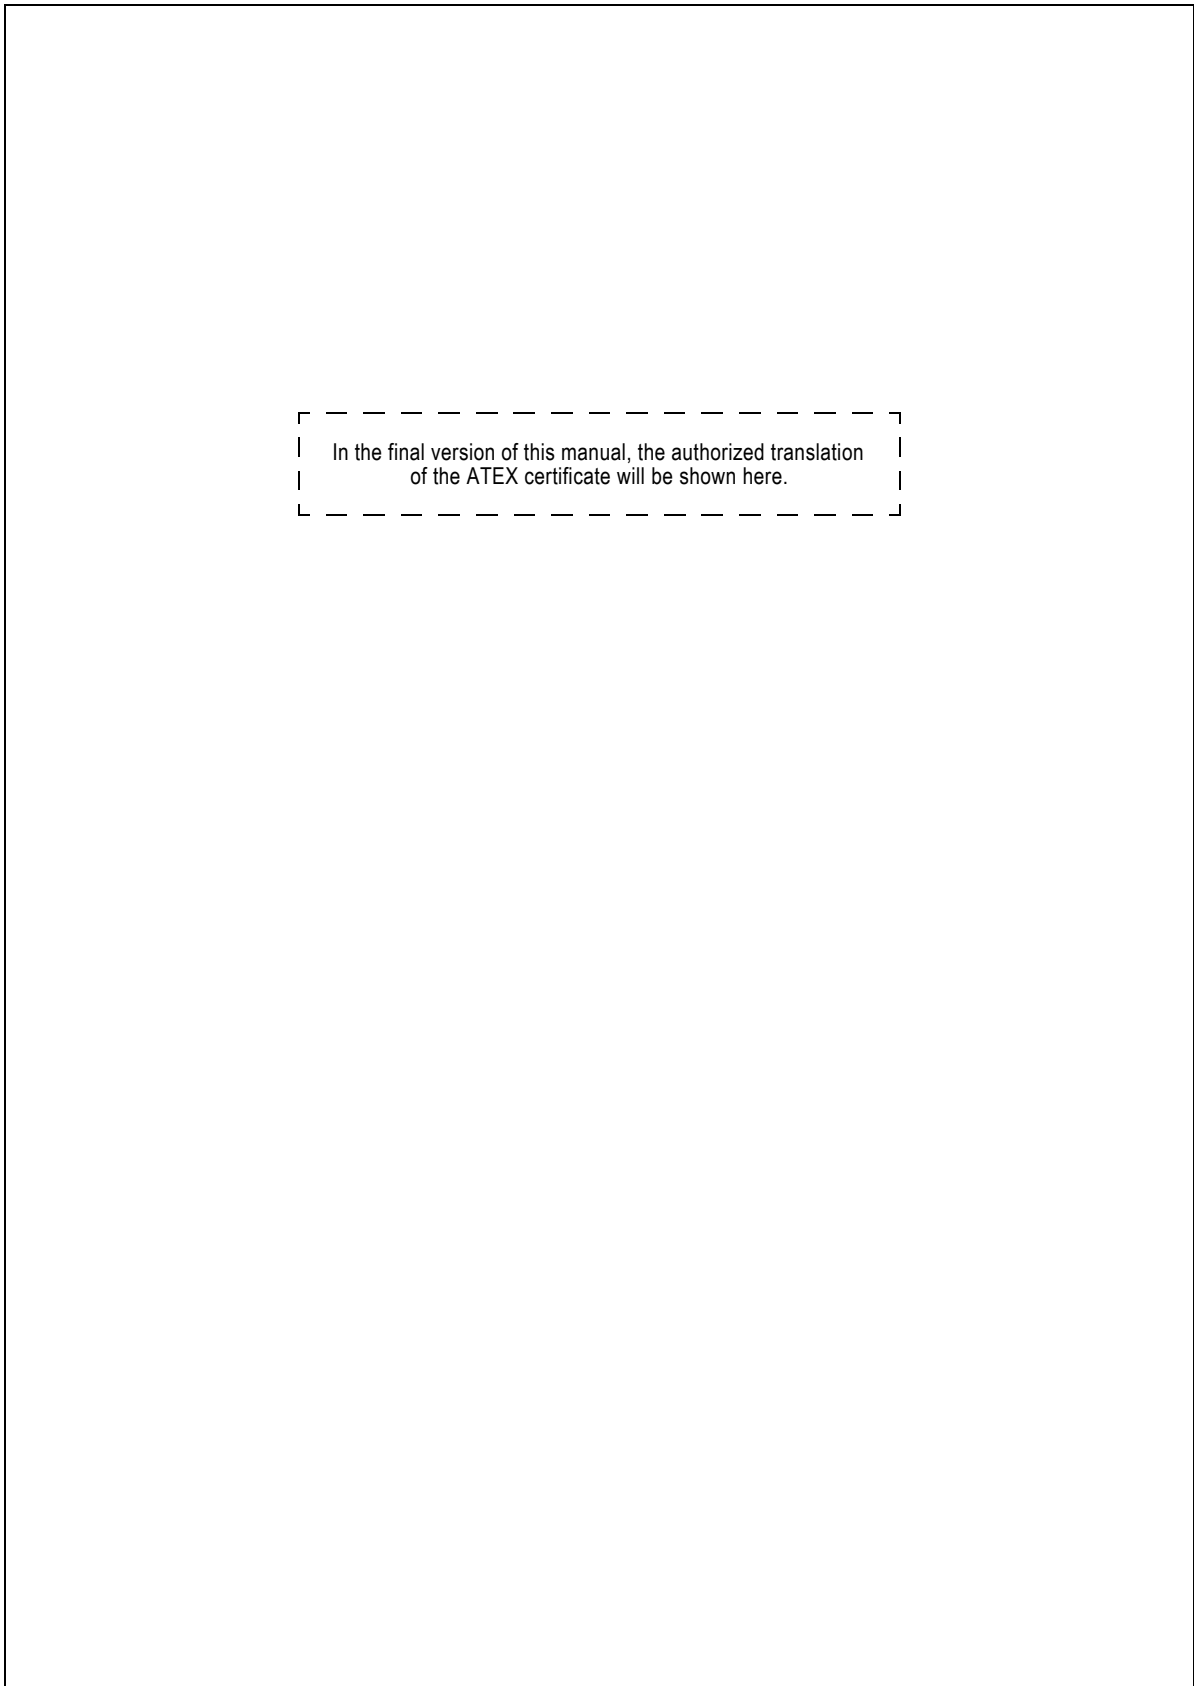 In the final version of this manual, the authorized translation
of the ATEX certificate will be shown here.